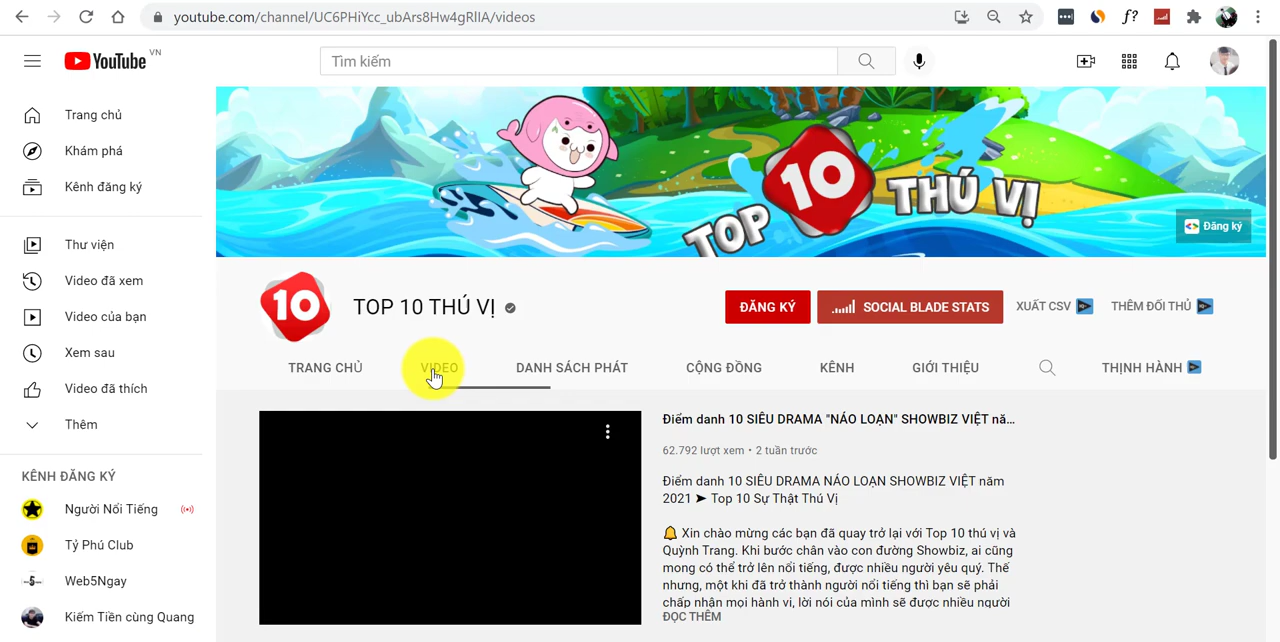 youtube.com/channel/UC6PHiYcc_ubArs8Hw4gRlIA/videos
f?
YouTube VN
Tìm kiếm
Trang chủ
Khám phá
Kênh đăng ký
Thư viện
Video đã xem
Video của bạn
Xem sau
Video đã thích
Thêm
KÊNH ĐĂNG KÝ
Người Nổi Tiếng
Tỷ Phú Club
Web5Ngay
Kiếm Tiền cùng Quang
TOP 10 THÚ VỊ
Đăng ký
10
TOP 10 THÚ VỊ
ĐĂNG KÝ
SOCIAL BLADE STATS
XUẤT CSV
THÊM ĐỐI THỦ
TRANG CHỦ
VIDEO
DANH SÁCH PHÁT
CỘNG ĐỒNG
KÊNH
GIỚI THIỆU
THỊNH HÀNH
Điểm danh 10 SIÊU DRAMA "NÁO LOẠN" SHOWBIZ VIỆT nă...
62.792 lượt xem • 2 tuần trước
Điểm danh 10 SIÊU DRAMA NÁO LOẠN SHOWBIZ VIỆT năm
2021 ➤ Top 10 Sự Thật Thú Vị
🔔 Xin chào mừng các bạn đã quay trở lại với Top 10 thú vị và
Quỳnh Trang. Khi bước chân vào con đường Showbiz, ai cũng
mong có thể trở lên nổi tiếng, được nhiều người yêu quý. Thế
nhưng, một khi đã trở thành người nổi tiếng thì bạn sẽ phải
chấp nhận mọi hành vi, lời nói của mình sẽ được nhiều người
ĐỌC THÊM